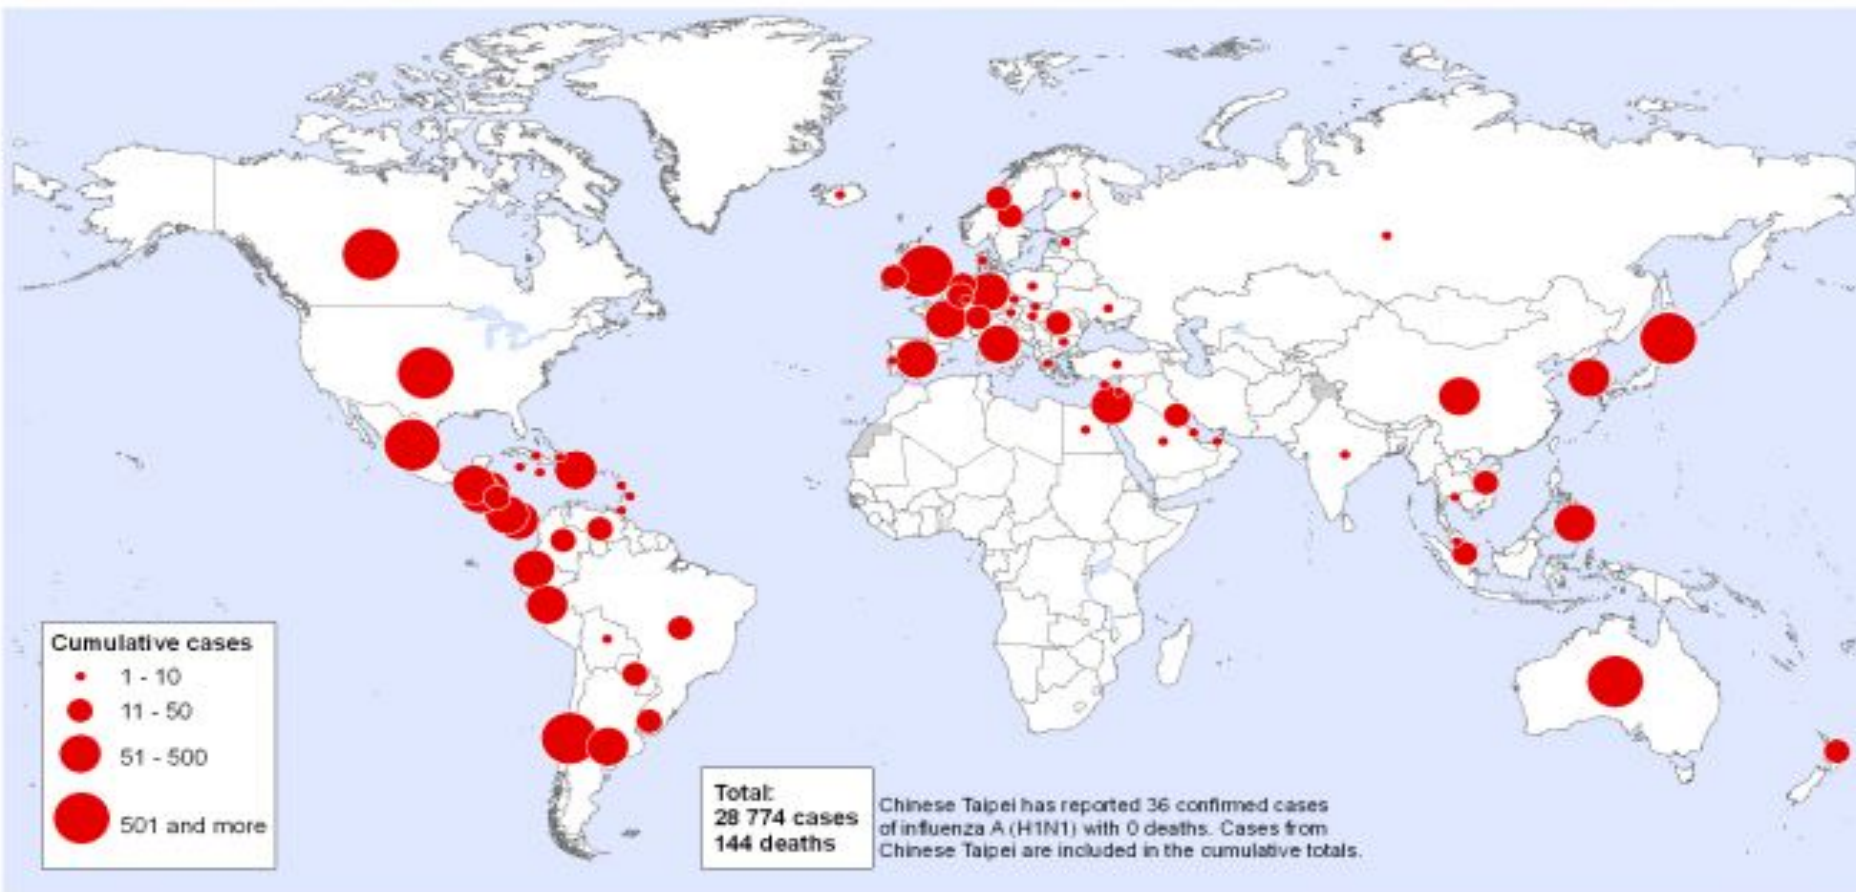 Cumulative cases
1 - 10
11 - 50
51 - 500
501 and more
Total:
28 774 cases
144 deaths
Chinese Taipei has reported 36 confirmed cases
of influenza A (H1N1) with 0 deaths. Cases from
Chinese Taipei are included in the cumulative totals.